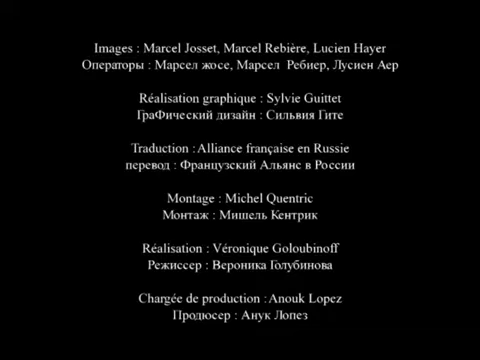 Images : Marcel Josset, Marcel Rebière, Lucien Hayer
Операторы : Марсел жосе, Марсел Ребиер, Лусиен Аер
Réalisation graphique : Sylvie Guittet
ГраФический дизайн : Сильвия Гите
Traduction : Alliance française en Russie
перевод : Французский Альянс в России
Montage : Michel Quentric
Монтаж : Мишель Кентрик
Réalisation : Véronique Goloubinoff
Режиссер : Вероника Голубинова
Chargée de production : Anouk Lopez
Продюсер : Анук Лопез